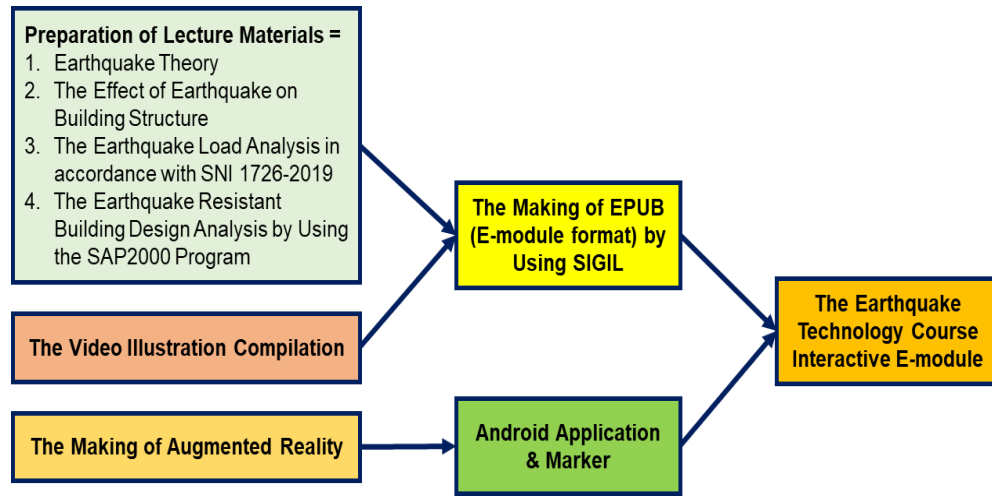 Preparation of Lecture Materials =
1. Earthquake Theory
2. The Effect of Earthquake on
Building Structure
3. The Earthquake Load Analysis in
accordance with SNI 1726-2019
4. The Earthquake Resistant
Building Design Analysis by Using
the SAP2000 Program
The Video Illustration Compilation
The Making of Augmented Reality
The Making of EPUB
(E-module format) by
Using SIGIL
Android Application
& Marker
The Earthquake
Technology Course
Interactive E-module